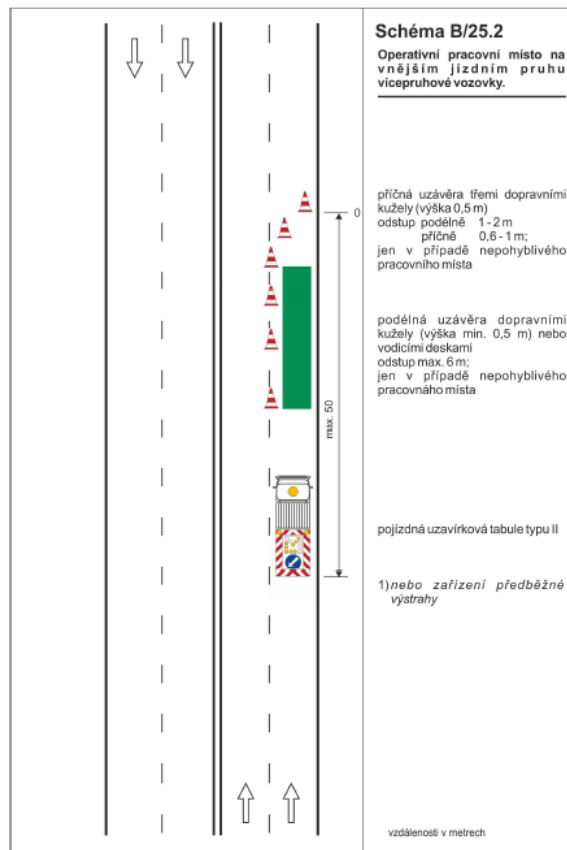 Schéma B/25.2
Operativní pracovní místo na
vnějším jízdním pruhu
vícepruhové vozovky.
0
příčná uzávěra třemi dopravními
kužely (výška 0,5 m)
odstup podélně 1 - 2 m
příčně 0,6 - 1 m;
jen v případě nepohyblivého
pracovního místa
podélná uzávěra dopravními
kužely (výška min. 0,5 m) nebo
vodicími deskami
odstup max. 6 m;
jen v případě nepohyblivého
pracovnáho místa
max. 50
pojízdná uzavírková tabule typu II
1) nebo zařízení předběžné
výstrahy
vzdálenosti v metrech